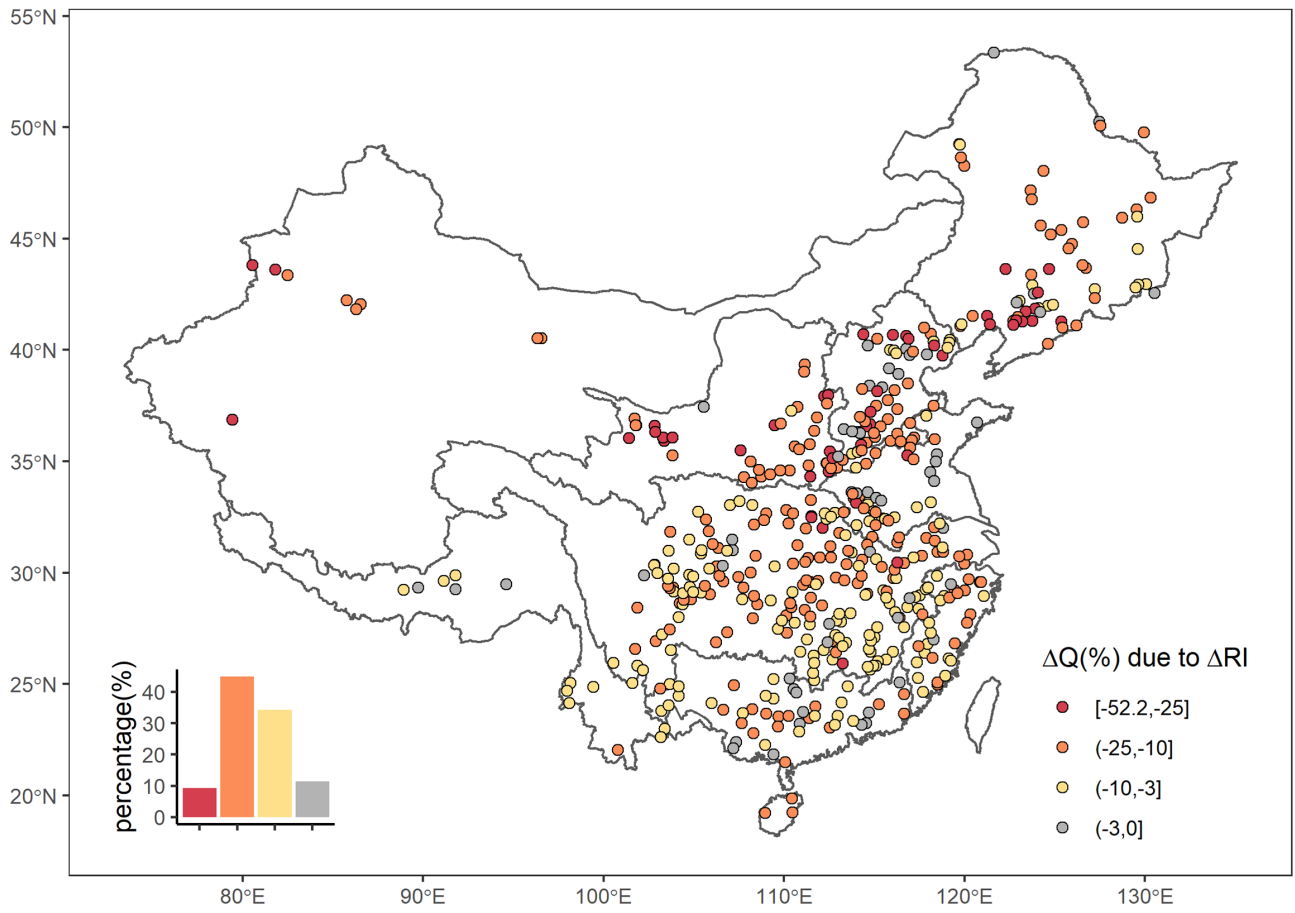 55°N
50°N
45°N
40°N
35°N
30°N
25°N
20°N
80°E
90°E
100°E
110°E
120°E
130°E
percentage(%)
40
30
20
10
0
ΔQ(%) due to ΔRI
[-52.2,-25]
(-25,-10]
(-10,-3]
(-3,0]